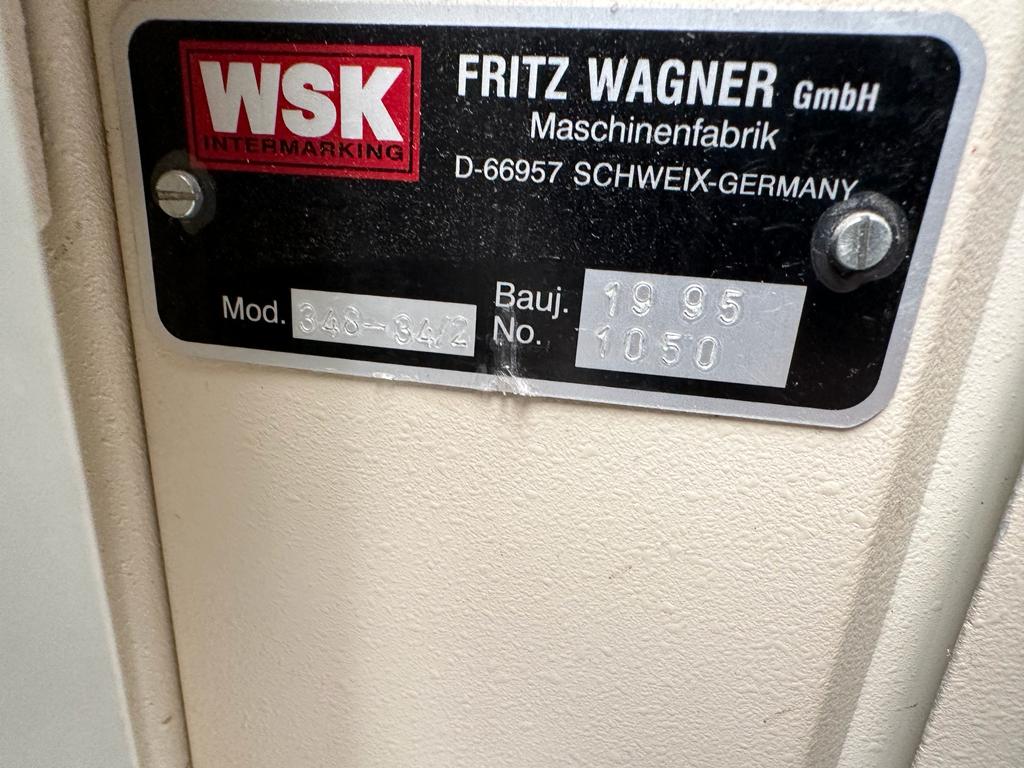 WSK
INTERMARKING
FRITZ WAGNER GmbH
Maschinenfabrik
D-66957 SCHWEIX-GERMANY
Mod. 348-34/2
Bauj. 19 95
No. 1050